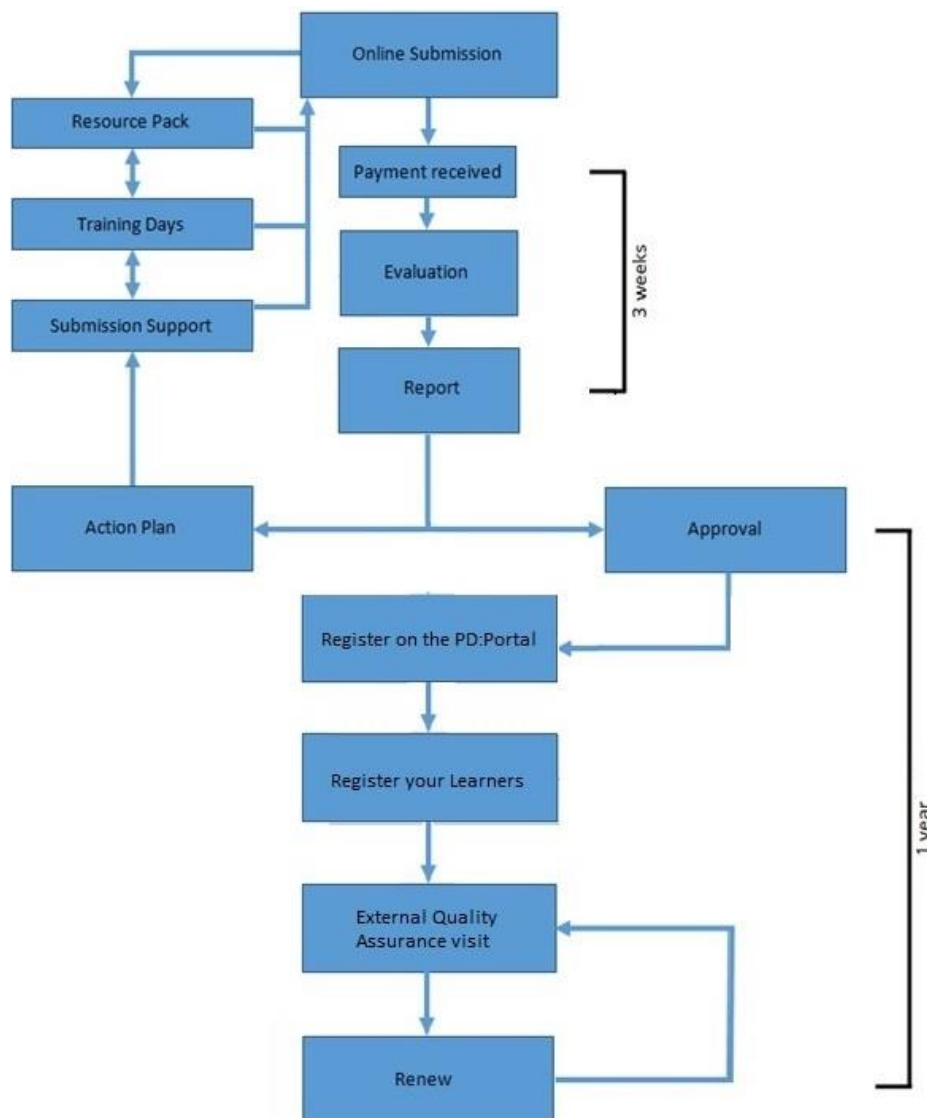 Online Submission
Resource Pack
Payment received
Training Days
Evaluation
3 weeks
Submission Support
Report
Action Plan
Approval
Register on the PD:Portal
Register your Learners
1 year
External Quality
Assurance visit
Renew